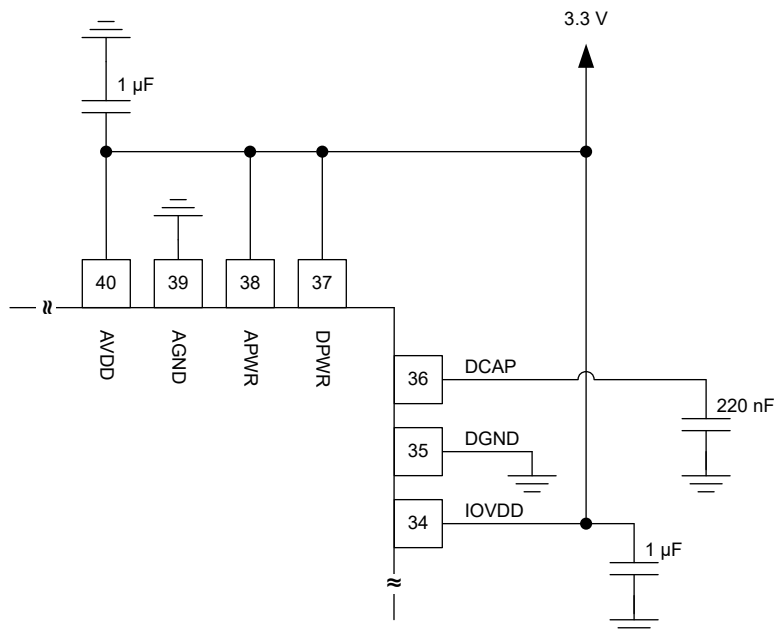 3.3 V
1 µF
40
39
38
37
AVDD
AGND
APWR
DPWR
36
DCAP
220 nF
35
DGND
34
IOVDD
1 µF